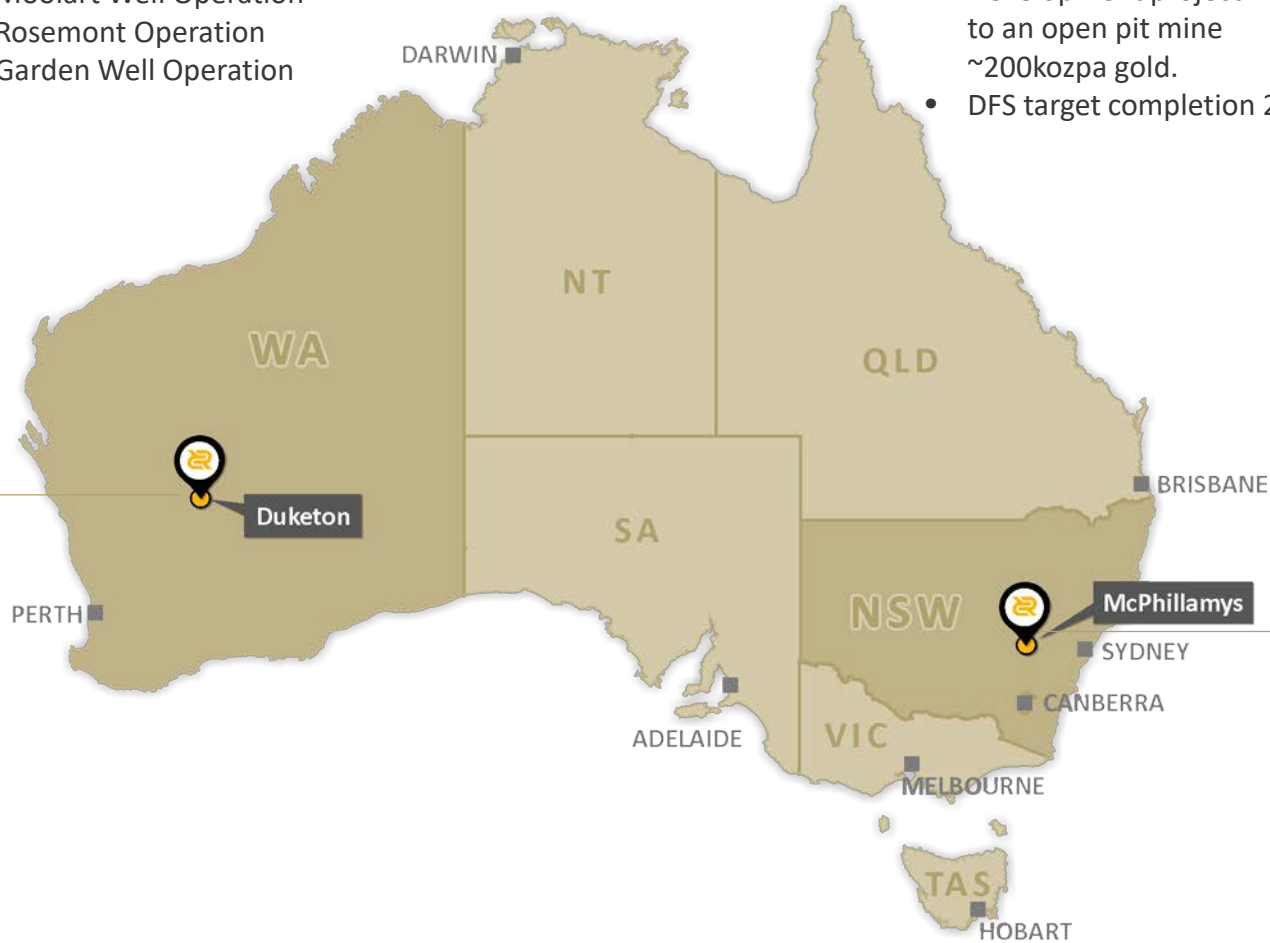 Rosemont Operation
Garden Well Operation
to an open pit mine
~200kozpa gold.
• DFS target completion 2
DARWIN
NT
WA
QLD
BRISBANE
Duketon
SA
PERTH
NSW
McPhillamys
SYDNEY
CANBERRA
ADELAIDE
VIC
MELBOURNE
TAS
HOBART